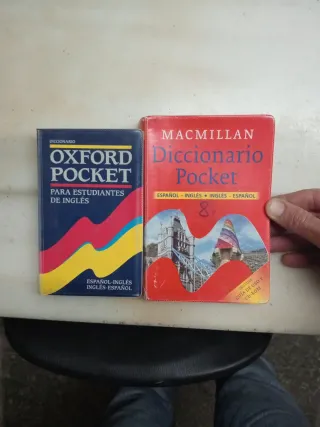 DICCIONARIO
OXFORD
POCKET
PARA ESTUDIANTES
DE INGLÉS
ESPAÑOL-INGLÉS
INGLÉS-ESPAÑOL
MACMILLAN
Diccionario
Pocket
ESPAÑOL - INGLÉS • INGLÉS - ESPAÑOL